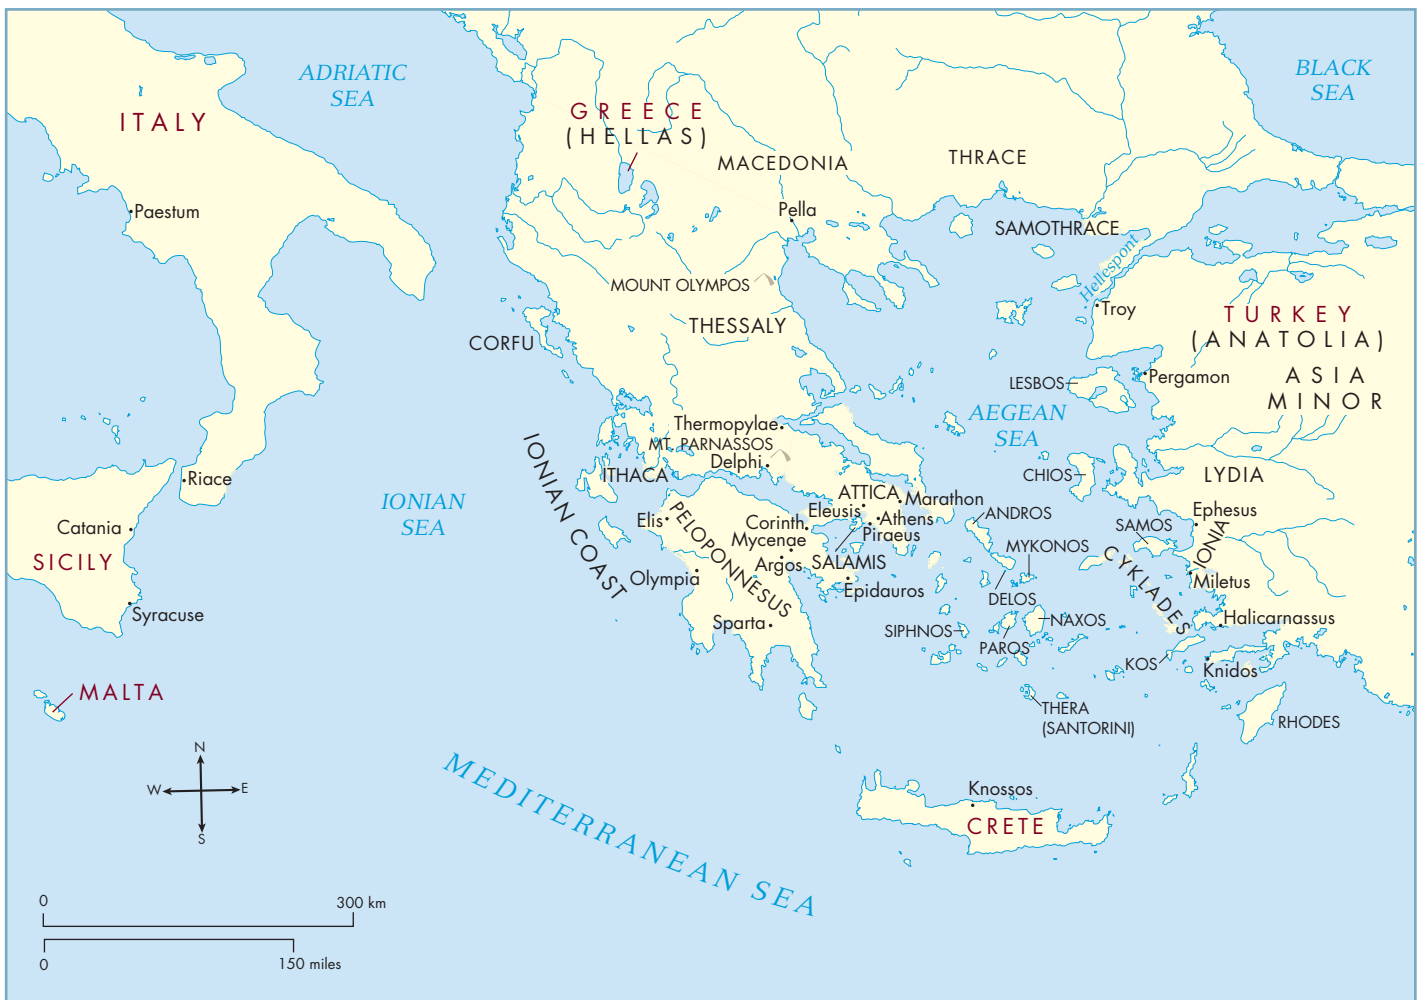 ADRIATIC
SEA
BLACK
SEA
ITALY
GREECE
(HELLAS)
MACEDONIA
THRACE
Paestum
Pella
SAMOTHRACE
Hellespont
MOUNT OLYMPOS
Troy
TURKEY
(ANATOLIA)
THESSALY
CORFU
LESBOS
Pergamon
ASIA
MINOR
AEGEAN
SEA
Thermopylae
MT. PARNASSOS
Delphi
IONIAN COAST
ITHACA
CHIOS
LYDIA
Riace
IONIAN
SEA
ATTICA
Marathon
Eleusis
Athens
Piraeus
ANDROS
Ephesus
SAMOS
IONIA
Catania
SICILY
Elis
PELOPONNESUS
Corinth
Mycenae
Argos
SALAMIS
MYKONOS
CYKLADES
Olympia
Epidauros
DELOS
Miletus
Syracuse
Sparta
SIPHNOS
PAROS
NAXOS
Halicarnassus
KOS
Knidos
MALTA
THERA
(SANTORINI)
RHODES
N
W
E
S
MEDITERRANEAN SEA
Knossos
CRETE
0
300 km
0
150 miles